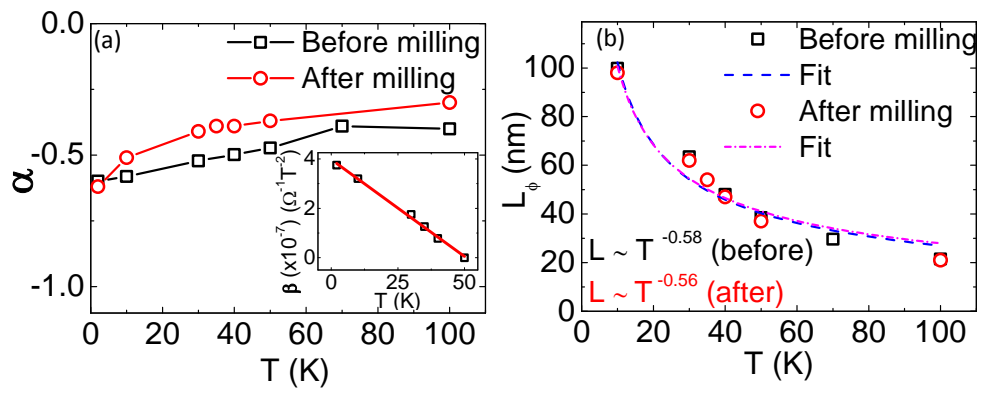 (a)
Before milling
After milling
0.0
-0.5
-1.0
α
0 20 40 60 80 100
T (K)
4
2
0
β (x10⁻⁷) (Ω⁻¹T⁻²)
0 25 50
T (K)
(b)
Before milling
Fit
After milling
Fit
100
80
60
40
20
0
L_ϕ (nm)
L ~ T ⁻⁰·⁵⁸ (before)
L ~ T ⁻⁰·⁵⁶ (after)
0 20 40 60 80 100
T (K)